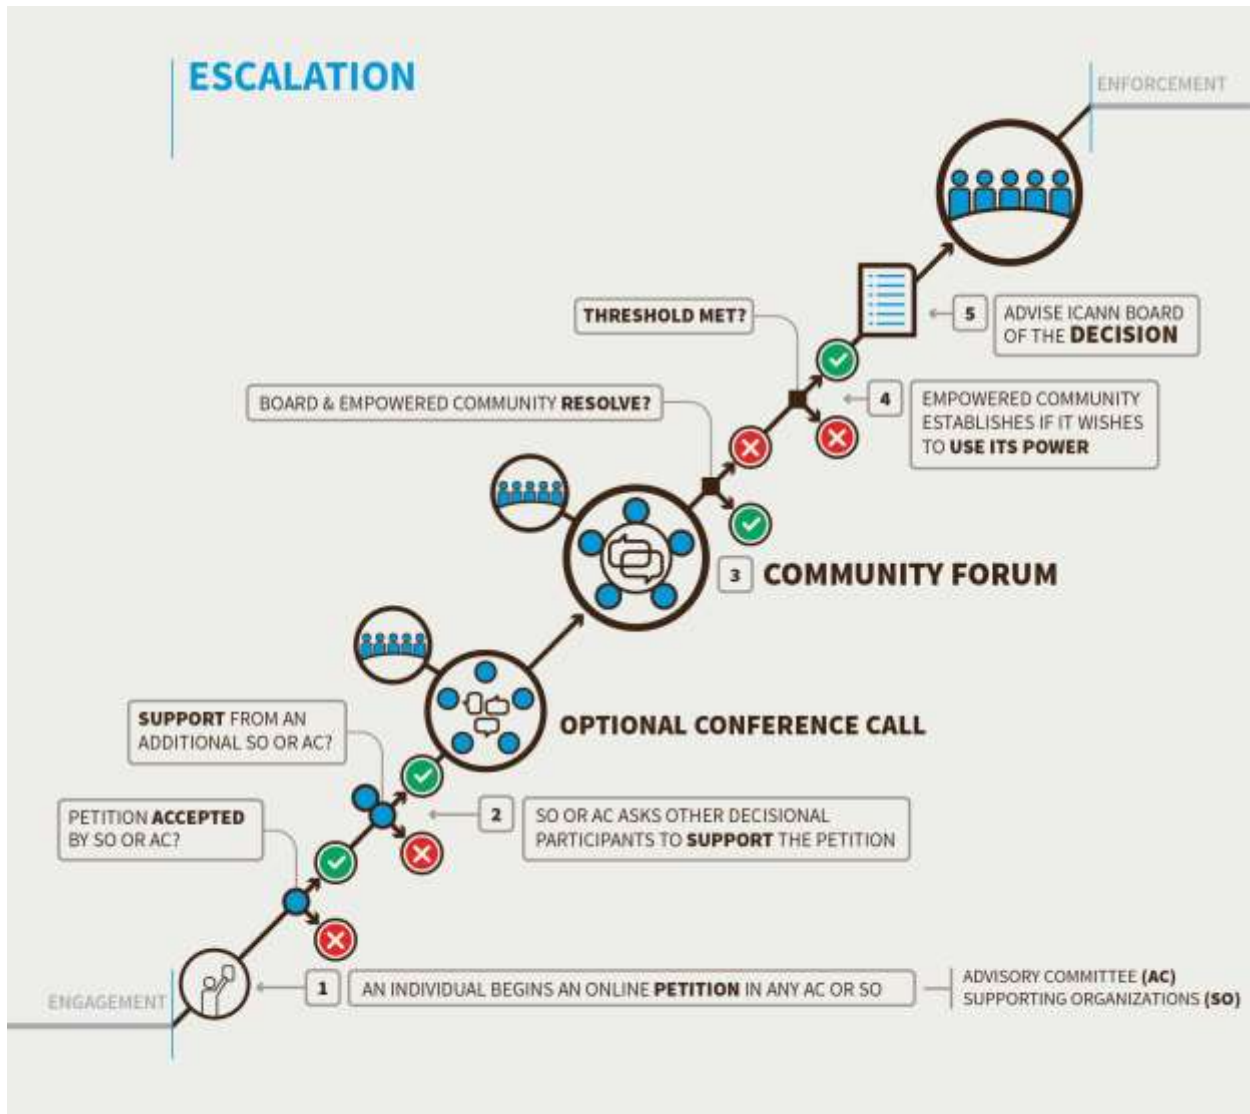 ESCALATION
ENFORCEMENT
5
ADVISE ICANN BOARD
OF THE DECISION
THRESHOLD MET?
4
EMPOWERED COMMUNITY
ESTABLISHES IF IT WISHES
TO USE ITS POWER
BOARD & EMPOWERED COMMUNITY RESOLVE?
3
COMMUNITY FORUM
OPTIONAL CONFERENCE CALL
SUPPORT FROM AN
ADDITIONAL SO OR AC?
2
SO OR AC ASKS OTHER DECISIONAL
PARTICIPANTS TO SUPPORT THE PETITION
PETITION ACCEPTED
BY SO OR AC?
ENGAGEMENT
1
AN INDIVIDUAL BEGINS AN ONLINE PETITION IN ANY AC OR SO
ADVISORY COMMITTEE (AC)
SUPPORTING ORGANIZATIONS (SO)